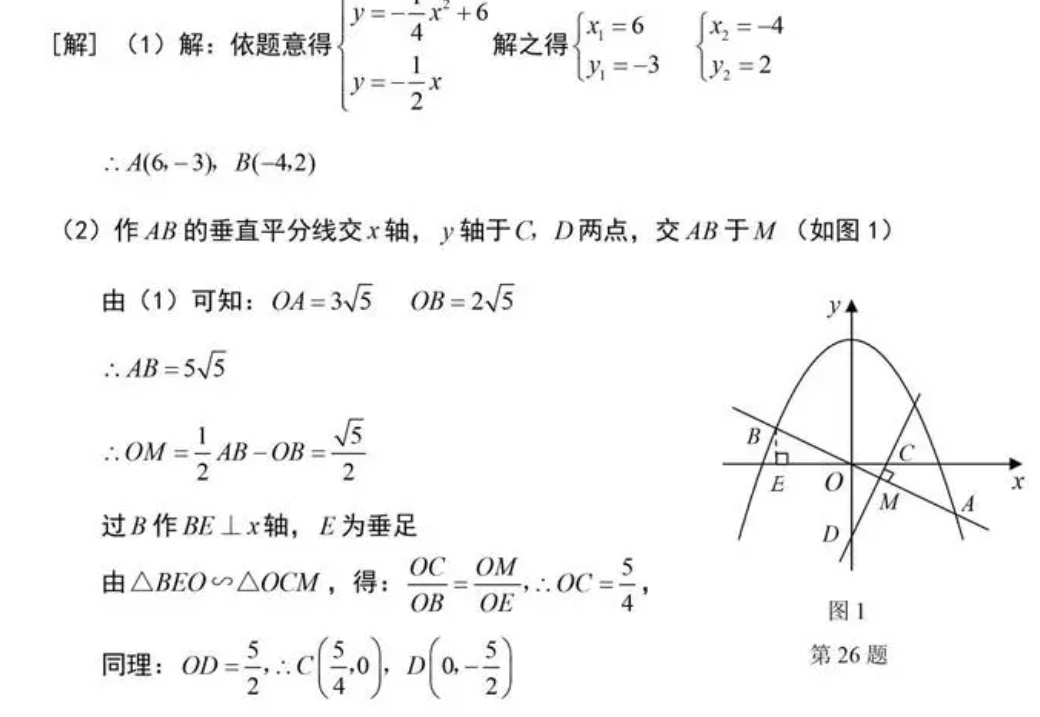 [解] （1）解：依题意得 { y = -1/4 x² + 6, y = -1/2 x 解之得 { x₁ = 6, y₁ = -3 { x₂ = -4, y₂ = 2
∴ A(6, -3)，B(-4,2)
（2）作 AB 的垂直平分线交 x 轴，y 轴于 C，D 两点，交 AB 于 M （如图 1）
由（1）可知：OA = 3√5 OB = 2√5
∴ AB = 5√5
∴ OM = 1/2 AB - OB = √5/2
过 B 作 BE ⊥ x 轴，E 为垂足
由 △BEO ∽ △OCM，得：OC/OB = OM/OE，∴ OC = 5/4，
同理：OD = 5/2，∴ C(5/4,0)，D(0, -5/2)
y
B
C
E
O
M
A
x
D
图 1
第 26 题